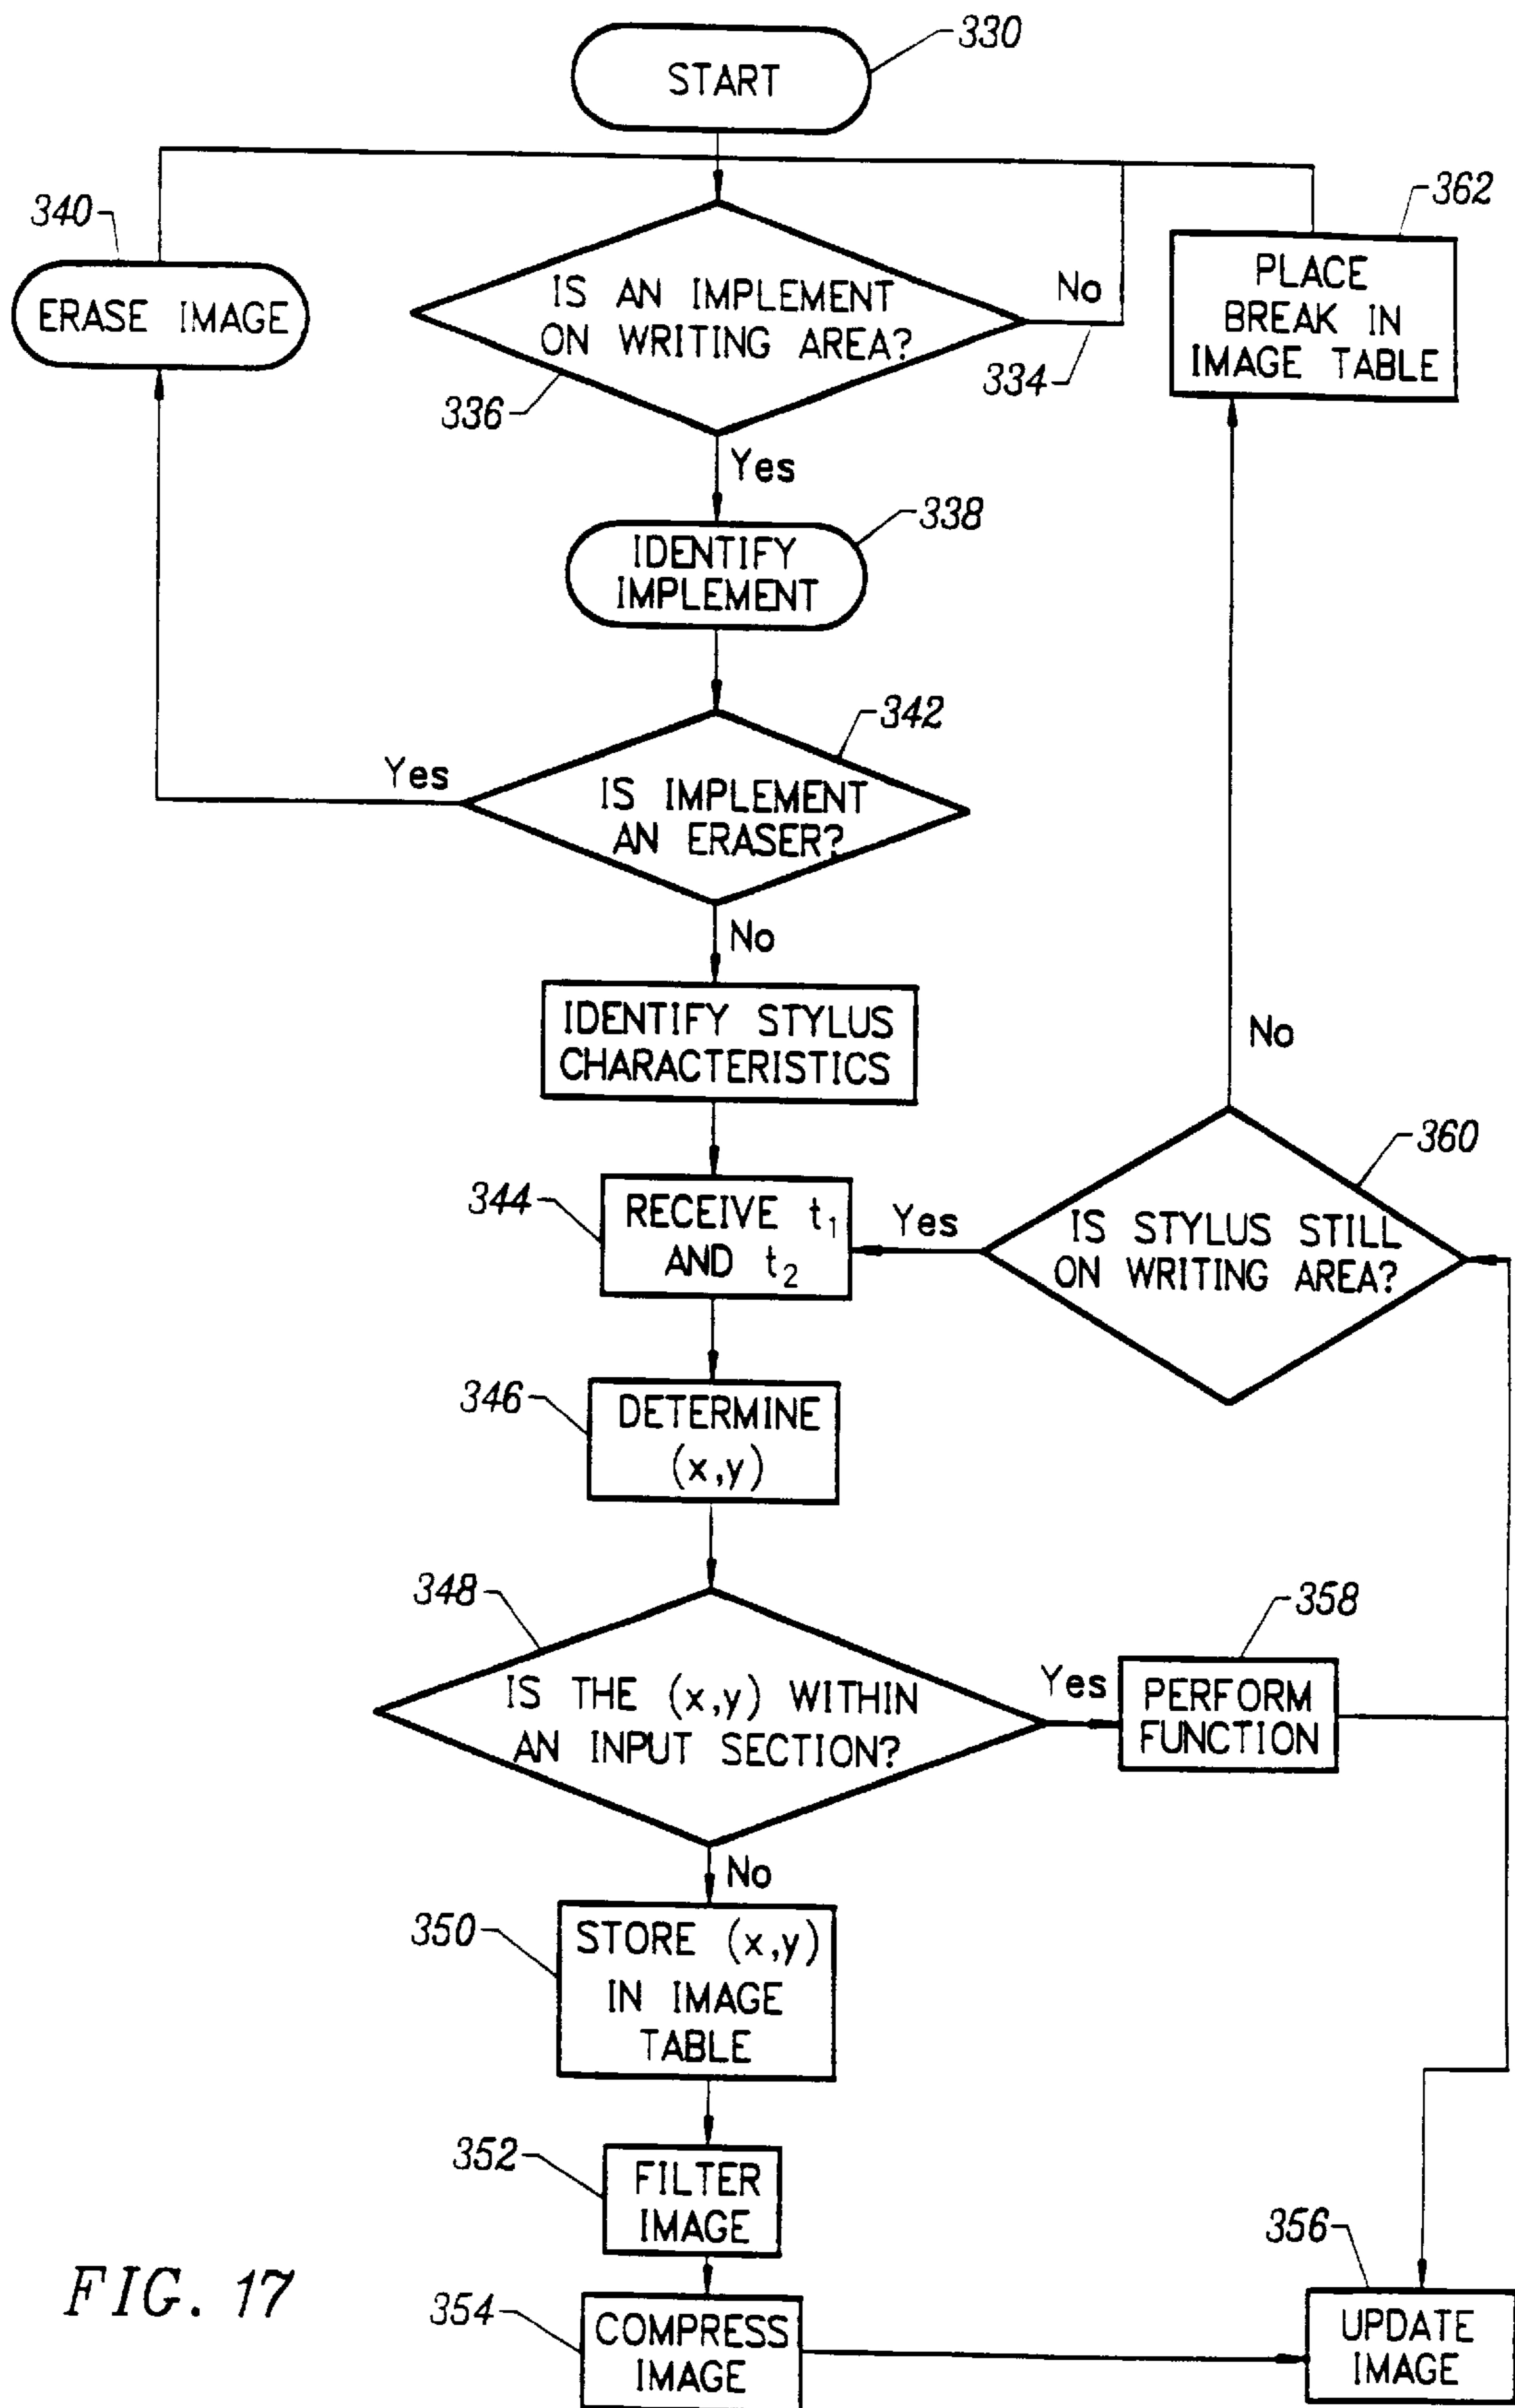 330
START
340
ERASE IMAGE
IS AN IMPLEMENT
ON WRITING AREA?
336
No
334
362
PLACE
BREAK IN
IMAGE TABLE
Yes
338
IDENTIFY
IMPLEMENT
342
Yes
IS IMPLEMENT
AN ERASER?
No
IDENTIFY STYLUS
CHARACTERISTICS
No
360
344
RECEIVE t₁
AND t₂
Yes
IS STYLUS STILL
ON WRITING AREA?
346
DETERMINE
(x,y)
348
IS THE (x,y) WITHIN
AN INPUT SECTION?
Yes
358
PERFORM
FUNCTION
No
350
STORE (x,y)
IN IMAGE
TABLE
352
FILTER
IMAGE
354
COMPRESS
IMAGE
356
UPDATE
IMAGE
FIG. 17